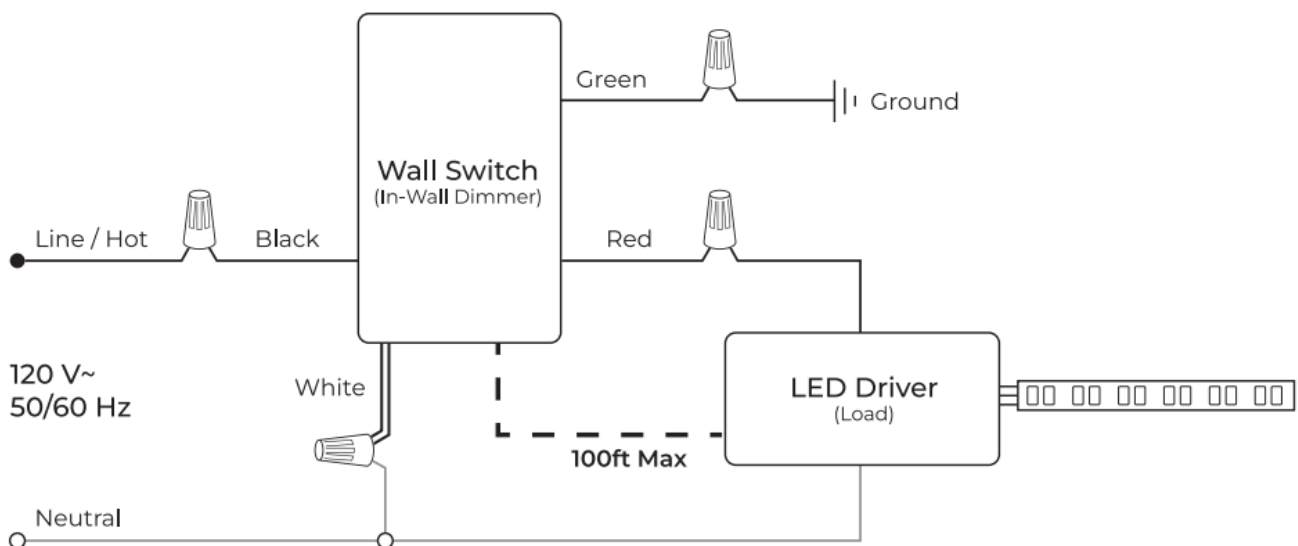 Green
Ground
Wall Switch
(In-Wall Dimmer)
Line / Hot
Black
Red
120 V~
50/60 Hz
White
LED Driver
(Load)
100ft Max
Neutral